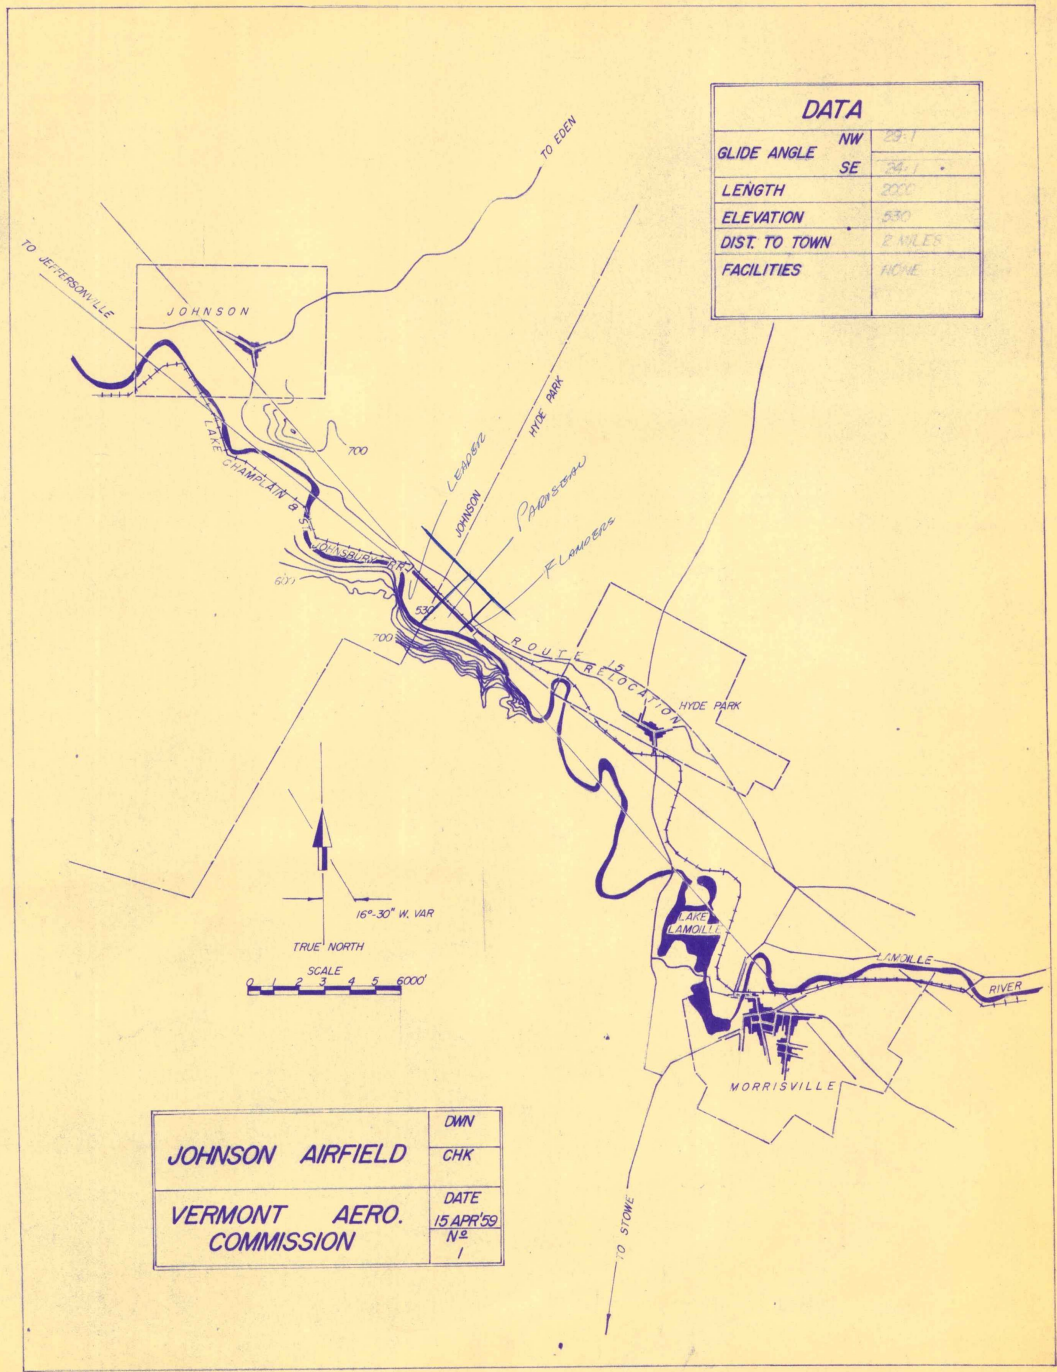 DATA
GLIDE ANGLE NW 29:1
SE 24:1
LENGTH 2000
ELEVATION 530
DIST. TO TOWN 2 MILES
FACILITIES NONE
TO EDEN
TO JEFFERSONVILLE
JOHNSON
700
LAKE CHAMPLAIN & ST. JOHNSBURY RR
LEADER
JOHNSON
HYDE PARK
PARISEAU
FLANDERS
600
530
700
ROUTE 15
RELOCATION
HYDE PARK
16°-30" W. VAR
TRUE NORTH
SCALE
0 1 2 3 4 5 6000'
LAKE
LAMOILLE
LAMOILLE
RIVER
MORRISVILLE
TO STOWE
JOHNSON AIRFIELD
DWN
CHK
VERMONT AERO.
COMMISSION
DATE
15 APR'59
Nº
1